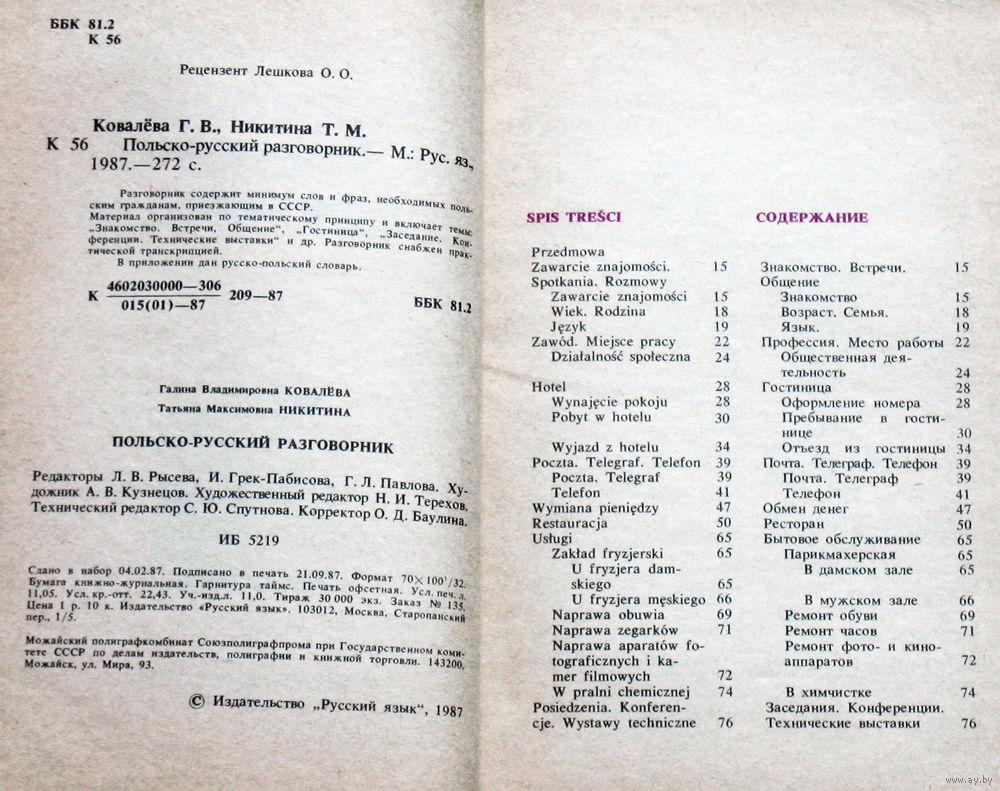 ББК 81.2
К 56
Рецензент Лешкова О. О.
Ковалёва Г. В., Никитина Т. М.
К 56 Польско-русский разговорник.— М.: Рус. яз.,
1987.—272 с.
Разговорник содержит минимум слов и фраз, необходимых поль-
ским гражданам, приезжающим в СССР.
Материал организован по тематическому принципу и включает темы:
„Знакомство. Встречи, Общение“, „Гостиница“, „Заседание. Кон-
ференции. Технические выставки“ и др. Разговорник снабжен прак-
тической транскрипцией.
В приложении дан русско-польский словарь.
К 4602030000—306
015(01)—87
209—87
ББК 81.2
Галина Владимировна КОВАЛЁВА
Татьяна Максимовна НИКИТИНА
ПОЛЬСКО-РУССКИЙ РАЗГОВОРНИК
Редакторы Л. В. Рысева, И. Грек-Пабисова, Г. Л. Павлова. Ху-
дожник А. В. Кузнецов. Художественный редактор Н. И. Терехов.
Технический редактор С. Ю. Спутнова. Корректор О. Д. Баулина.
ИБ 5219
Сдано в набор 04.02.87. Подписано в печать 21.09.87. Формат 70×100¹/32.
Бумага книжно-журнальная. Гарнитура таймс. Печать офсетная. Усл. печ. л.
11,05. Усл. кр.-отт. 22,43. Уч.-изд.л. 11,0. Тираж 30 000 экз. Заказ № 135.
Цена 1 р. 10 к. Издательство «Русский язык». 103012, Москва, Старопанский
пер., 1/5.
Можайский полиграфкомбинат Союзполиграфпрома при Государственном коми-
тете СССР по делам издательств, полиграфии и книжной торговли. 143200,
Можайск, ул. Мира, 93.
© Издательство „Русский язык“, 1987
SPIS TREŚCI
Przedmowa
Zawarcie znajomości. 15
Spotkania. Rozmowy
Zawarcie znajomości 15
Wiek. Rodzina 18
Język 19
Zawód. Miejsce pracy 22
Działalność społeczna 24
Hotel 28
Wynajęcie pokoju 28
Pobyt w hotelu 30
Wyjazd z hotelu 34
Poczta. Telegraf. Telefon 39
Poczta. Telegraf 39
Telefon 41
Wymiana pieniędzy 47
Restauracja 50
Usługi 65
Zakład fryzjerski 65
U fryzjera dam-
skiego 65
U fryzjera męskiego 66
Naprawa obuwia 69
Naprawa zegarków 71
Naprawa aparatów fo-
tograficznych i ka-
mer filmowych 72
W pralni chemicznej 74
Posiedzenia. Konferen-
cje. Wystawy techniczne 76
СОДЕРЖАНИЕ
Знакомство. Встречи. 15
Общение
Знакомство 15
Возраст. Семья. 18
Язык. 19
Профессия. Место работы 22
Общественная дея-
тельность 24
Гостиница 28
Оформление номера 28
Пребывание в гости-
нице 30
Отъезд из гостиницы 34
Почта. Телеграф. Телефон 39
Почта. Телеграф 39
Телефон 41
Обмен денег 47
Ресторан 50
Бытовое обслуживание 65
Парикмахерская 65
В дамском зале 65
В мужском зале 66
Ремонт обуви 69
Ремонт часов 71
Ремонт фото- и кино-
аппаратов 72
В химчистке 74
Заседания. Конференции.
Технические выставки 76
www.ay.by